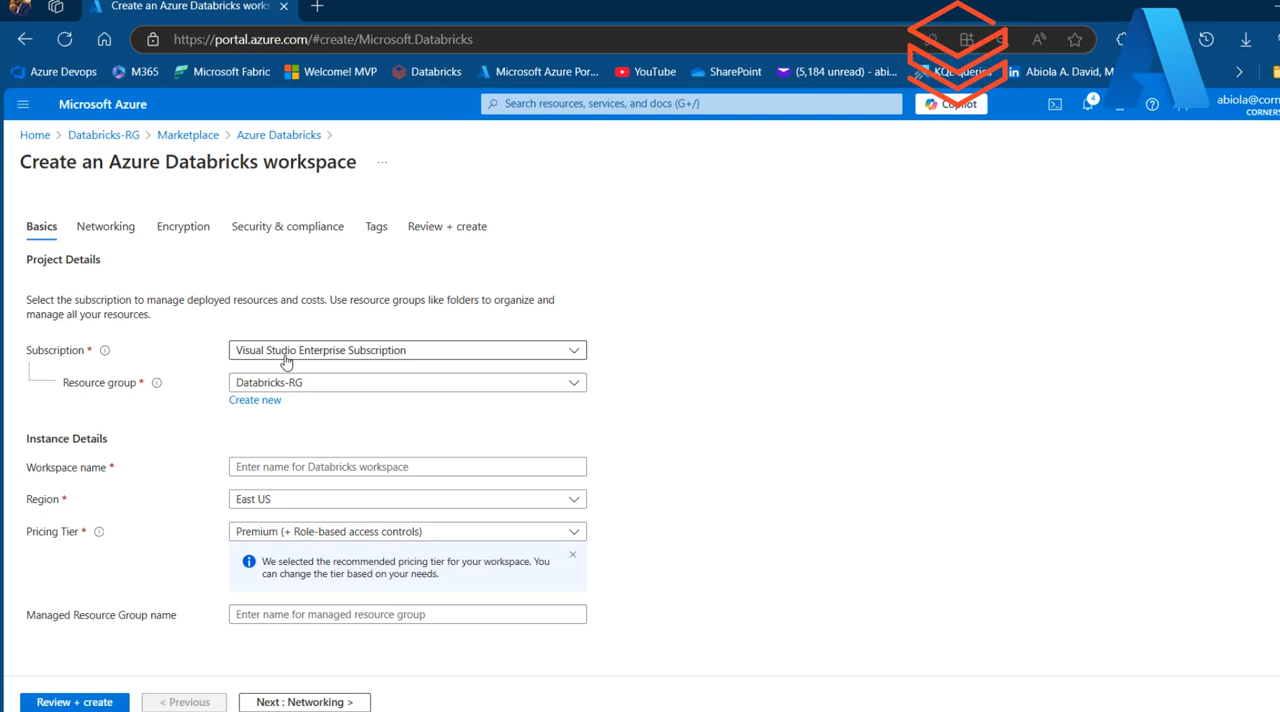 Create an Azure Databricks works
https://portal.azure.com/#create/Microsoft.Databricks
Azure Devops
M365
Microsoft Fabric
Welcome! MVP
Databricks
Microsoft Azure Por...
YouTube
SharePoint
(5,184 unread) - abi...
KQL queries
Abiola A. David, M
Microsoft Azure
Search resources, services, and docs (G+/)
Copilot
4
abiola@corn
CORNERS
Home > Databricks-RG > Marketplace > Azure Databricks >
Create an Azure Databricks workspace ...
Basics
Networking
Encryption
Security & compliance
Tags
Review + create
Project Details
Select the subscription to manage deployed resources and costs. Use resource groups like folders to organize and
manage all your resources.
Subscription *
Visual Studio Enterprise Subscription
Resource group *
Databricks-RG
Create new
Instance Details
Workspace name *
Enter name for Databricks workspace
Region *
East US
Pricing Tier *
Premium (+ Role-based access controls)
We selected the recommended pricing tier for your workspace. You
can change the tier based on your needs.
Managed Resource Group name
Enter name for managed resource group
Review + create
< Previous
Next : Networking >